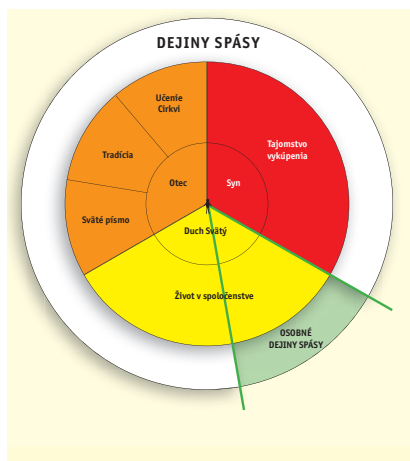 DEJINY SPÁSY
Učenie
Cirkvi
Tajomstvo
vykúpenia
Tradícia
Otec
Syn
Sväté písmo
Duch Svätý
Život v spoločenstve
OSOBNÉ
DEJINY SPÁSY